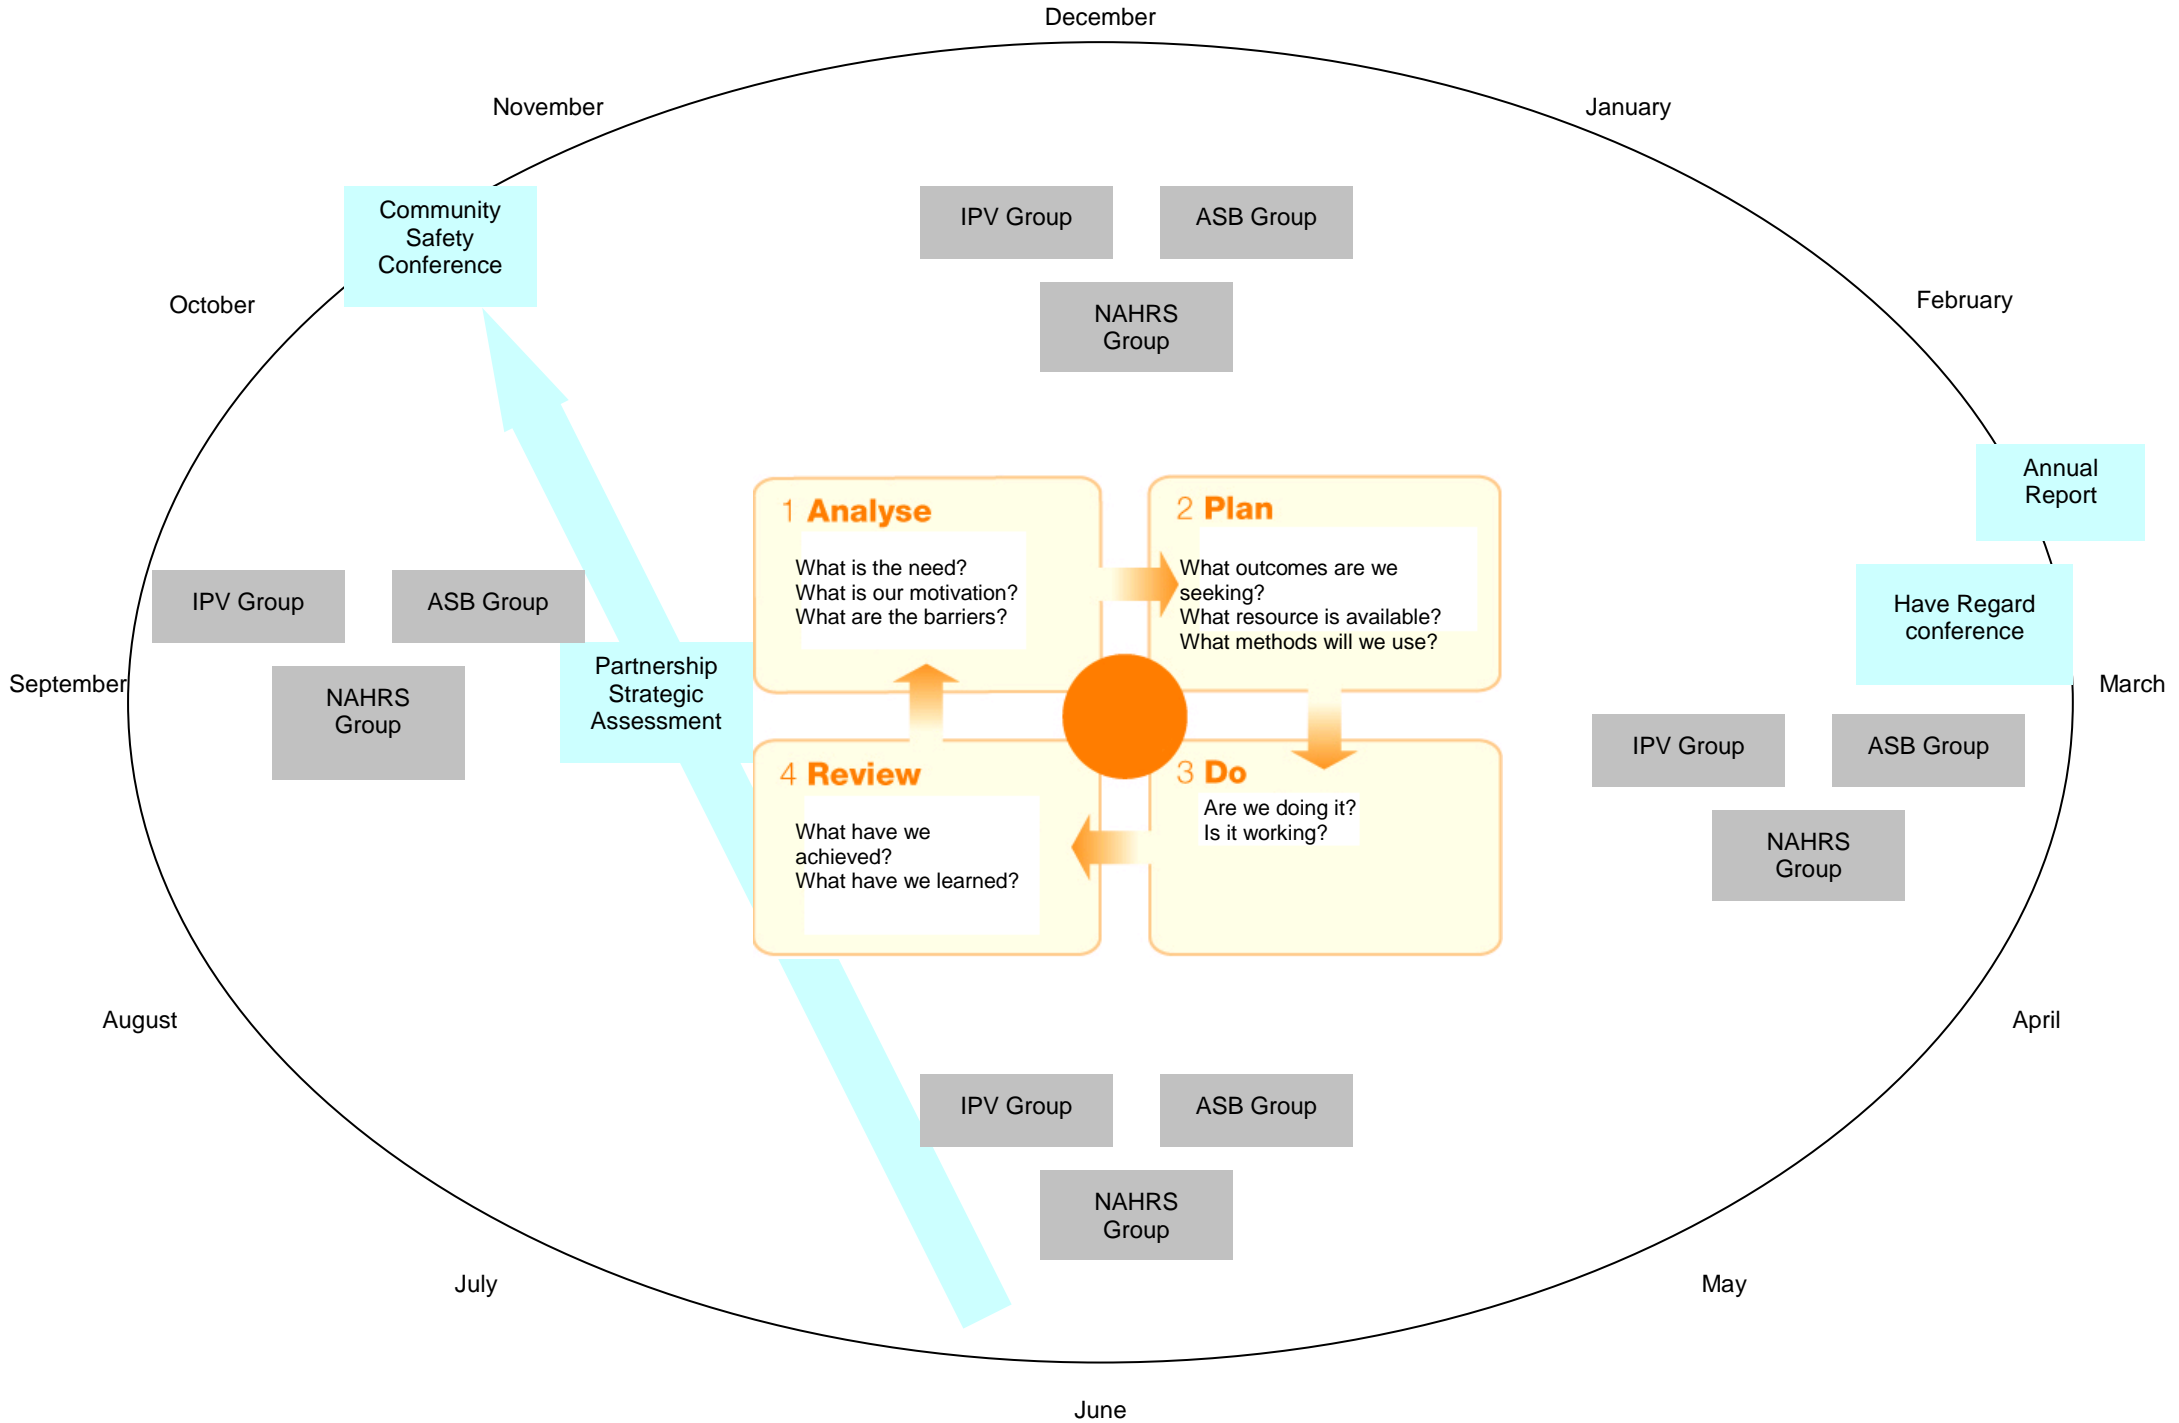 December
November
January
Community
Safety
Conference
IPV Group
ASB Group
October
February
NAHRS
Group
Annual
Report
1 Analyse
What is the need?
What is our motivation?
What are the barriers?
2 Plan
What outcomes are we
seeking?
What resource is available?
What methods will we use?
Have Regard
conference
IPV Group
ASB Group
September
NAHRS
Group
Partnership
Strategic
Assessment
March
IPV Group
ASB Group
NAHRS
Group
4 Review
What have we
achieved?
What have we learned?
3 Do
Are we doing it?
Is it working?
August
April
IPV Group
ASB Group
NAHRS
Group
July
May
June